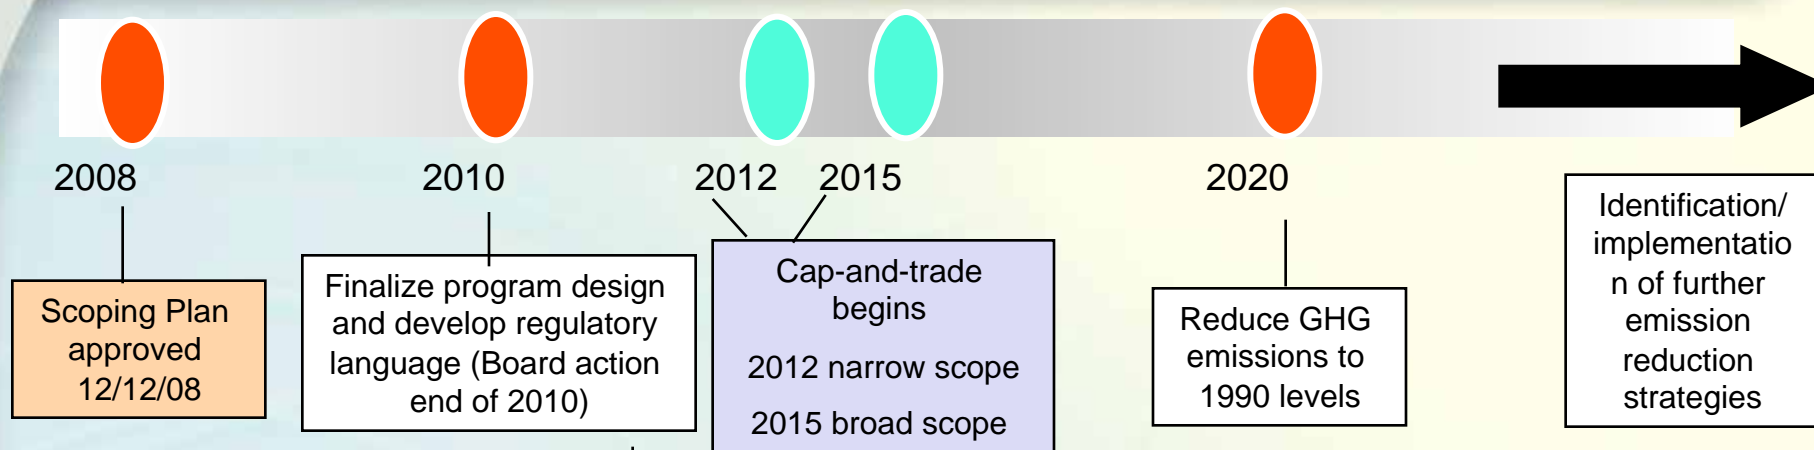 2008
2010
2012
2015
2020
Scoping Plan
approved
12/12/08
Finalize program design
and develop regulatory
language (Board action
end of 2010)
Cap-and-trade
begins
2012 narrow scope
2015 broad scope
Reduce GHG
emissions to
1990 levels
Identification/
implementatio
n of further
emission
reduction
strategies